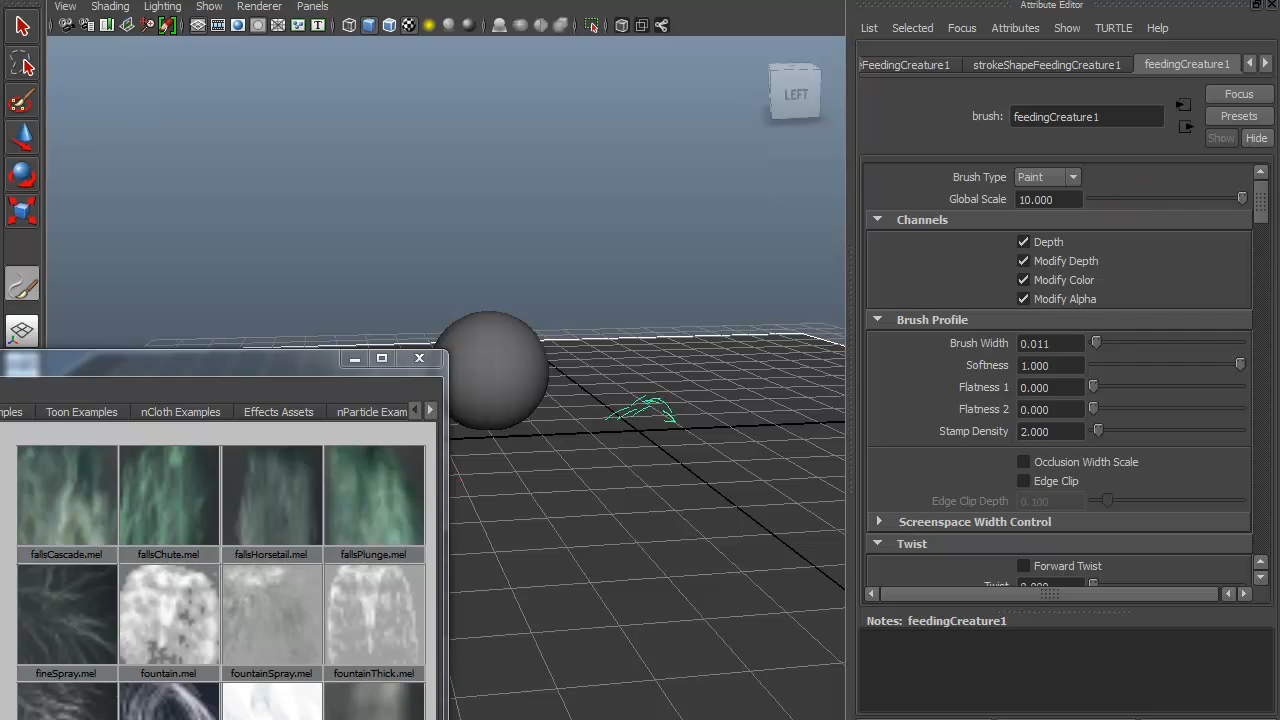 View Shading Lighting Show Renderer Panels
Attribute Editor
List Selected Focus Attributes Show TURTLE Help
FeedingCreature1 strokeShapeFeedingCreature1 feedingCreature1
brush: feedingCreature1
Focus
Presets
Show Hide
LEFT
Brush Type Paint
Global Scale 10.000
Channels
Depth
Modify Depth
Modify Color
Modify Alpha
Brush Profile
Brush Width 0.011
Softness 1.000
Flatness 1 0.000
Flatness 2 0.000
Stamp Density 2.000
Occlusion Width Scale
Edge Clip
Edge Clip Depth 0.100
Screenspace Width Control
Twist
Forward Twist
Notes: feedingCreature1
mples Toon Examples nCloth Examples Effects Assets nParticle Exam
fallsCascade.mel fallsChute.mel fallsHorsetail.mel fallsPlunge.mel
fineSpray.mel fountain.mel fountainSpray.mel fountainThick.mel